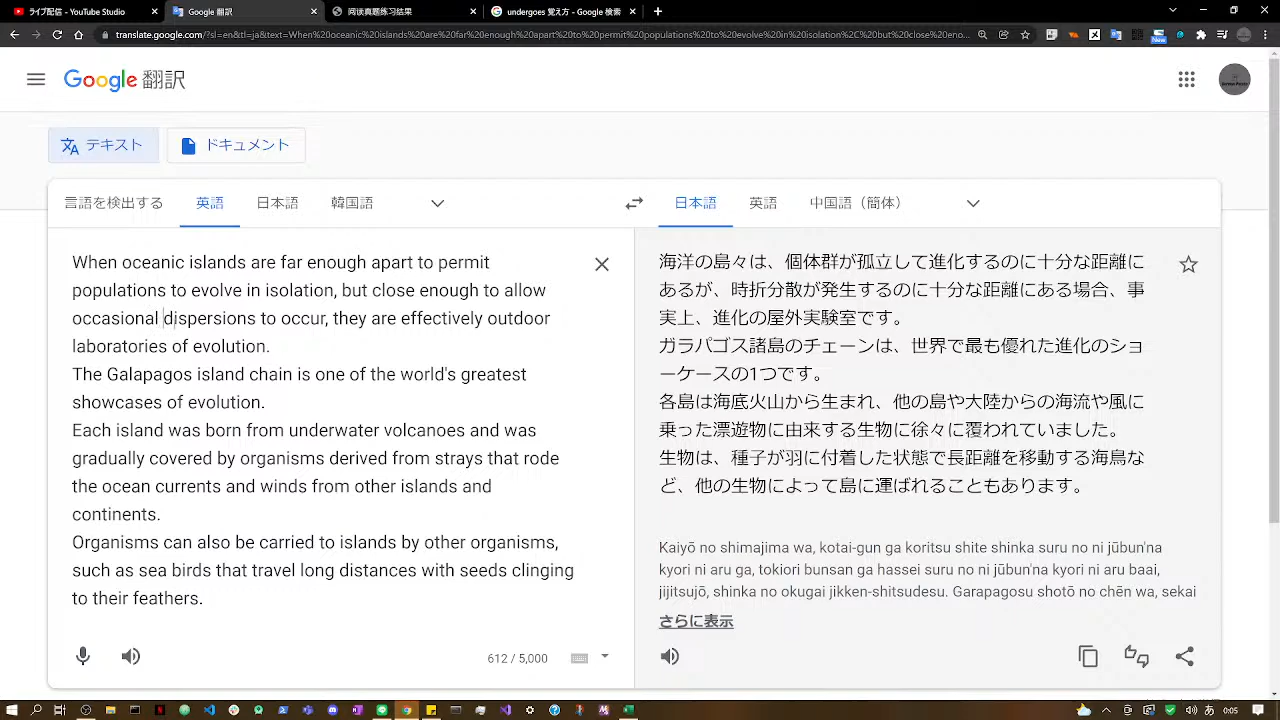 ライブ配信 - YouTube Studio
Google 翻訳
阅读真题练习结果
undergoes 覚え方 - Google 検索
translate.google.com/?sl=en&tl=ja&text=When%20oceanic%20islands%20are%20far%20enough%20apart%20to%20permit%20populations%20to%20evolve%20in%20isolation%2C%20but%20close%20eno...
New
Google 翻訳
テキスト
ドキュメント
言語を検出する
英語
日本語
韓国語
日本語
英語
中国語（簡体）
When oceanic islands are far enough apart to permit
populations to evolve in isolation, but close enough to allow
occasional dispersions to occur, they are effectively outdoor
laboratories of evolution.
The Galapagos island chain is one of the world's greatest
showcases of evolution.
Each island was born from underwater volcanoes and was
gradually covered by organisms derived from strays that rode
the ocean currents and winds from other islands and
continents.
Organisms can also be carried to islands by other organisms,
such as sea birds that travel long distances with seeds clinging
to their feathers.
612 / 5,000
海洋の島々は、個体群が孤立して進化するのに十分な距離に
あるが、時折分散が発生するのに十分な距離にある場合、事
実上、進化の屋外実験室です。
ガラパゴス諸島のチェーンは、世界で最も優れた進化のショ
ーケースの1つです。
各島は海底火山から生まれ、他の島や大陸からの海流や風に
乗った漂遊物に由来する生物に徐々に覆われていました。
生物は、種子が羽に付着した状態で長距離を移動する海鳥な
ど、他の生物によって島に運ばれることもあります。
Kaiyō no shimajima wa, kotai-gun ga koritsu shite shinka suru no ni jūbun'na
kyori ni aru ga, tokiori bunsan ga hassei suru no ni jūbun'na kyori ni aru baai,
jijitsujō, shinka no okugai jikken-shitsudesu. Garapagosu shotō no chēn wa, sekai
さらに表示
0:05